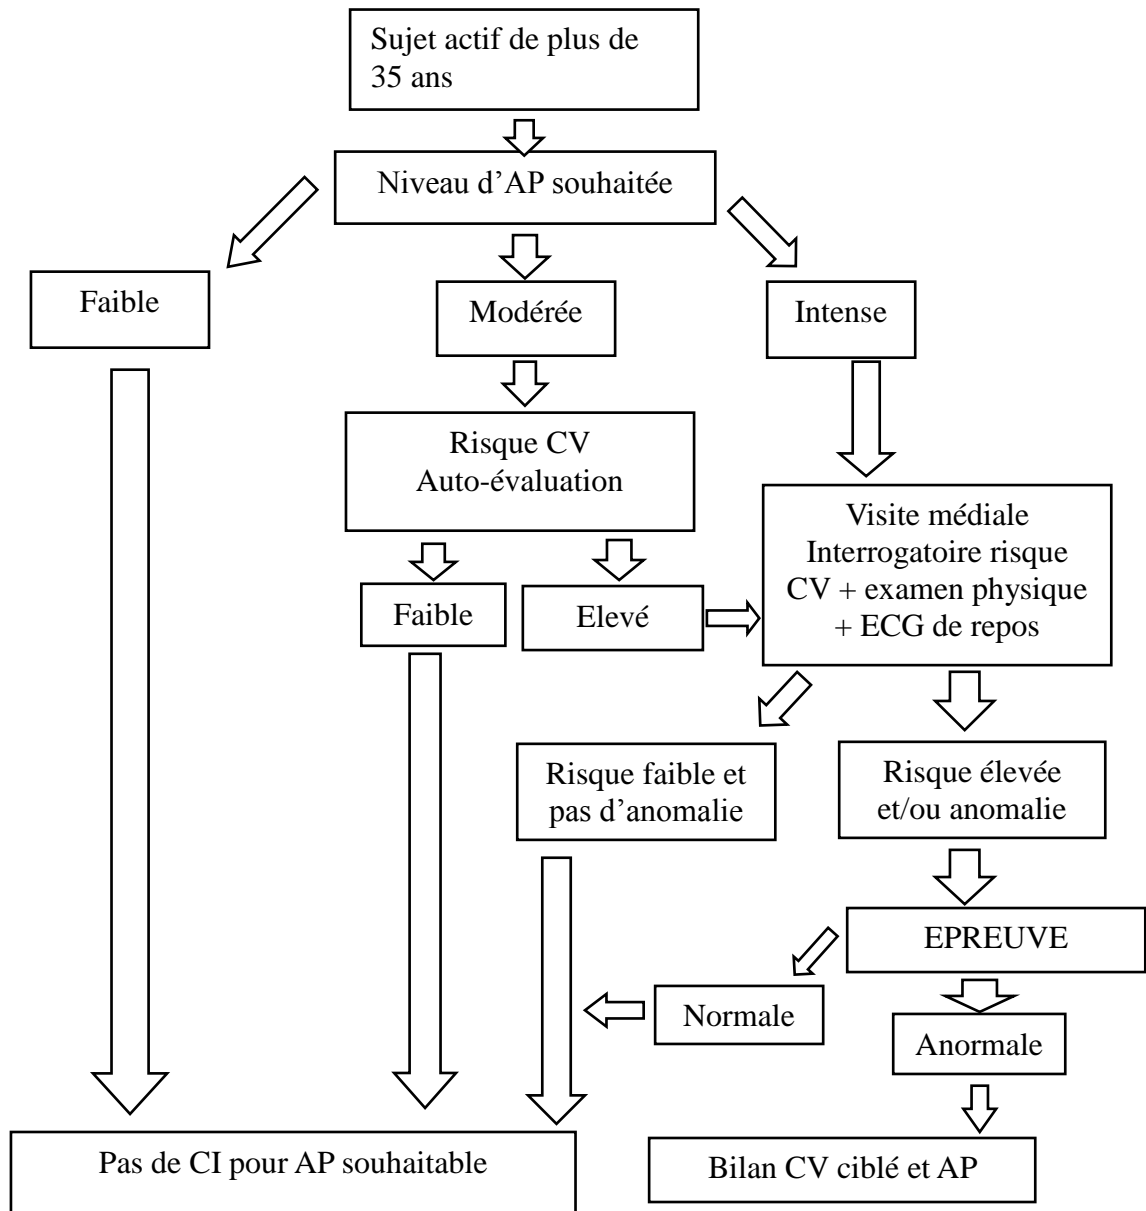 Sujet actif de plus de
35 ans
Niveau d’AP souhaitée
Faible
Modérée
Intense
Risque CV
Auto-évaluation
Visite médiale
Interrogatoire risque
CV + examen physique
+ ECG de repos
Faible
Elevé
Risque faible et
pas d’anomalie
Risque élevée
et/ou anomalie
EPREUVE
Normale
Anormale
Pas de CI pour AP souhaitable
Bilan CV ciblé et AP